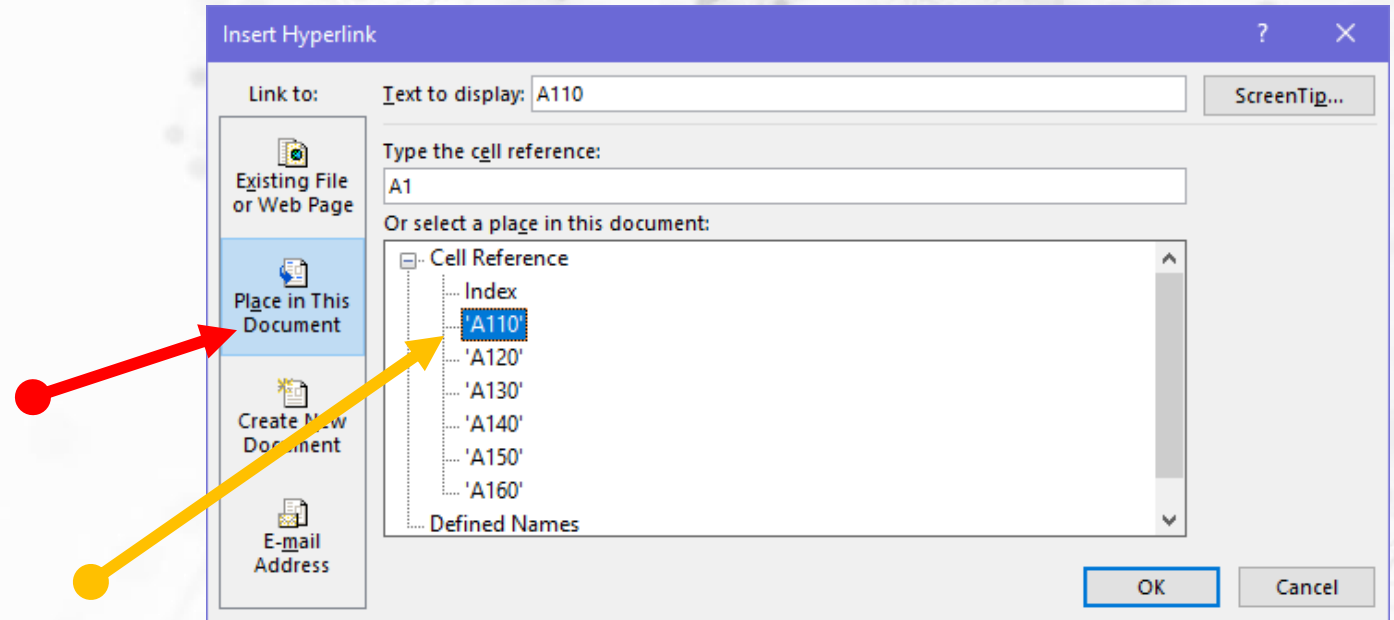 Insert Hyperlink ? ✕
Link to:
Text to display: A110
ScreenTip...
Existing File
or Web Page
Place in This
Document
Create New
Document
E-mail
Address
Type the cell reference:
A1
Or select a place in this document:
Cell Reference
Index
'A110'
'A120'
'A130'
'A140'
'A150'
'A160'
Defined Names
OK
Cancel